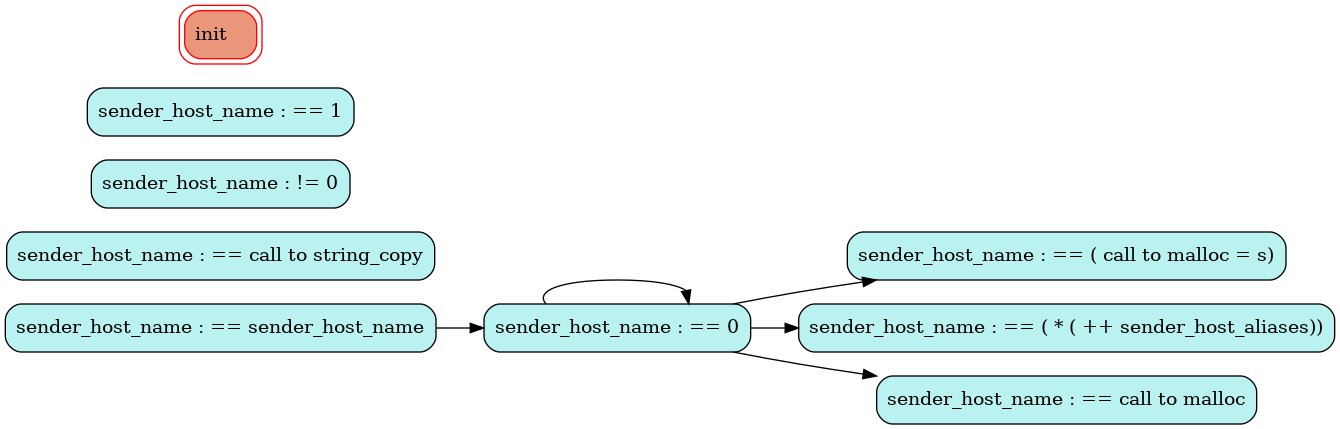 init
sender_host_name : == 1
sender_host_name : != 0
sender_host_name : == call to string_copy
sender_host_name : == ( call to malloc = s)
sender_host_name : == sender_host_name
sender_host_name : == 0
sender_host_name : == ( * ( ++ sender_host_aliases))
sender_host_name : == call to malloc